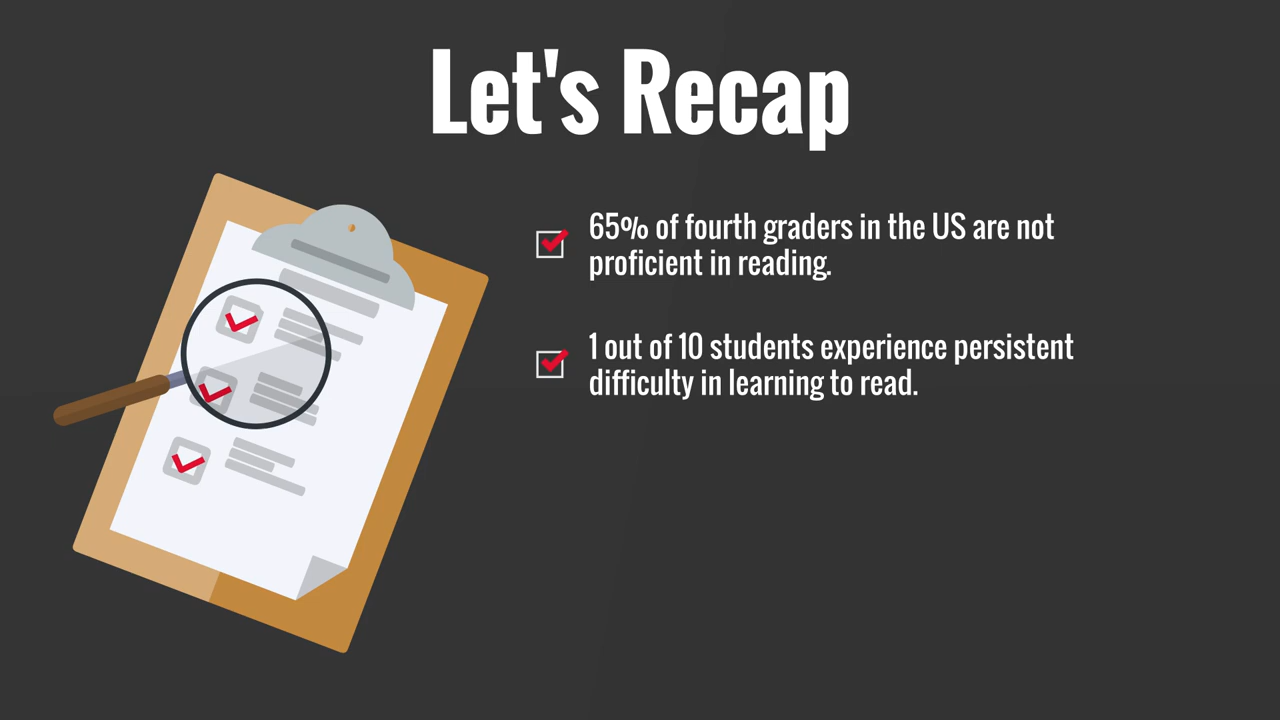 Let's Recap
65% of fourth graders in the US are not
proficient in reading.
1 out of 10 students experience persistent
difficulty in learning to read.